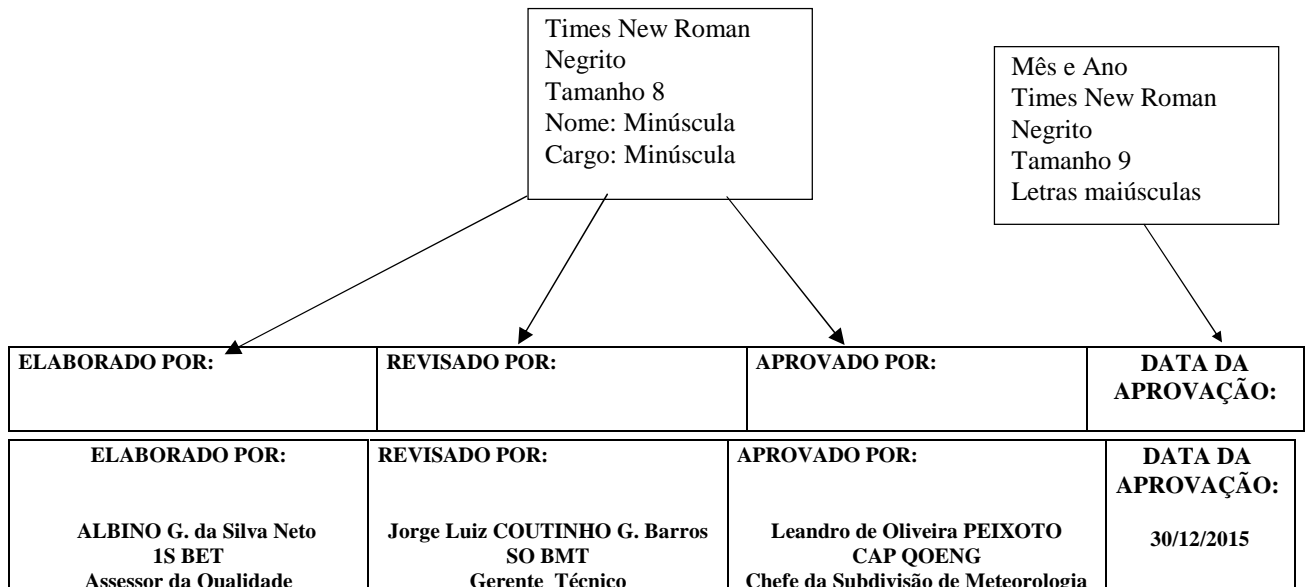 Times New Roman
Negrito
Tamanho 8
Nome: Minúscula
Cargo: Minúscula
Mês e Ano
Times New Roman
Negrito
Tamanho 9
Letras maiúsculas
ELABORADO POR:
REVISADO POR:
APROVADO POR:
DATA DA
APROVAÇÃO:
ELABORADO POR:
ALBINO G. da Silva Neto
1S BET
Assessor da Qualidade
REVISADO POR:
Jorge Luiz COUTINHO G. Barros
SO BMT
Gerente Técnico
APROVADO POR:
Leandro de Oliveira PEIXOTO
CAP QOENG
Chefe da Subdivisão de Meteorologia
DATA DA
APROVAÇÃO:
30/12/2015